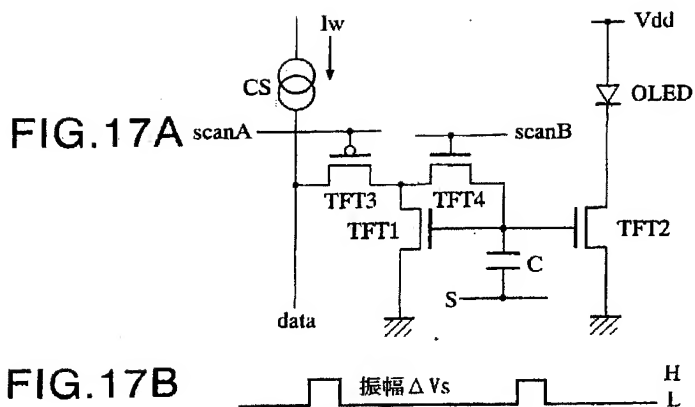 Iw
Vdd
CS
OLED
FIG.17A
scanA
scanB
TFT3
TFT4
TFT1
TFT2
C
S
data
FIG.17B
振幅ΔVs
H
L